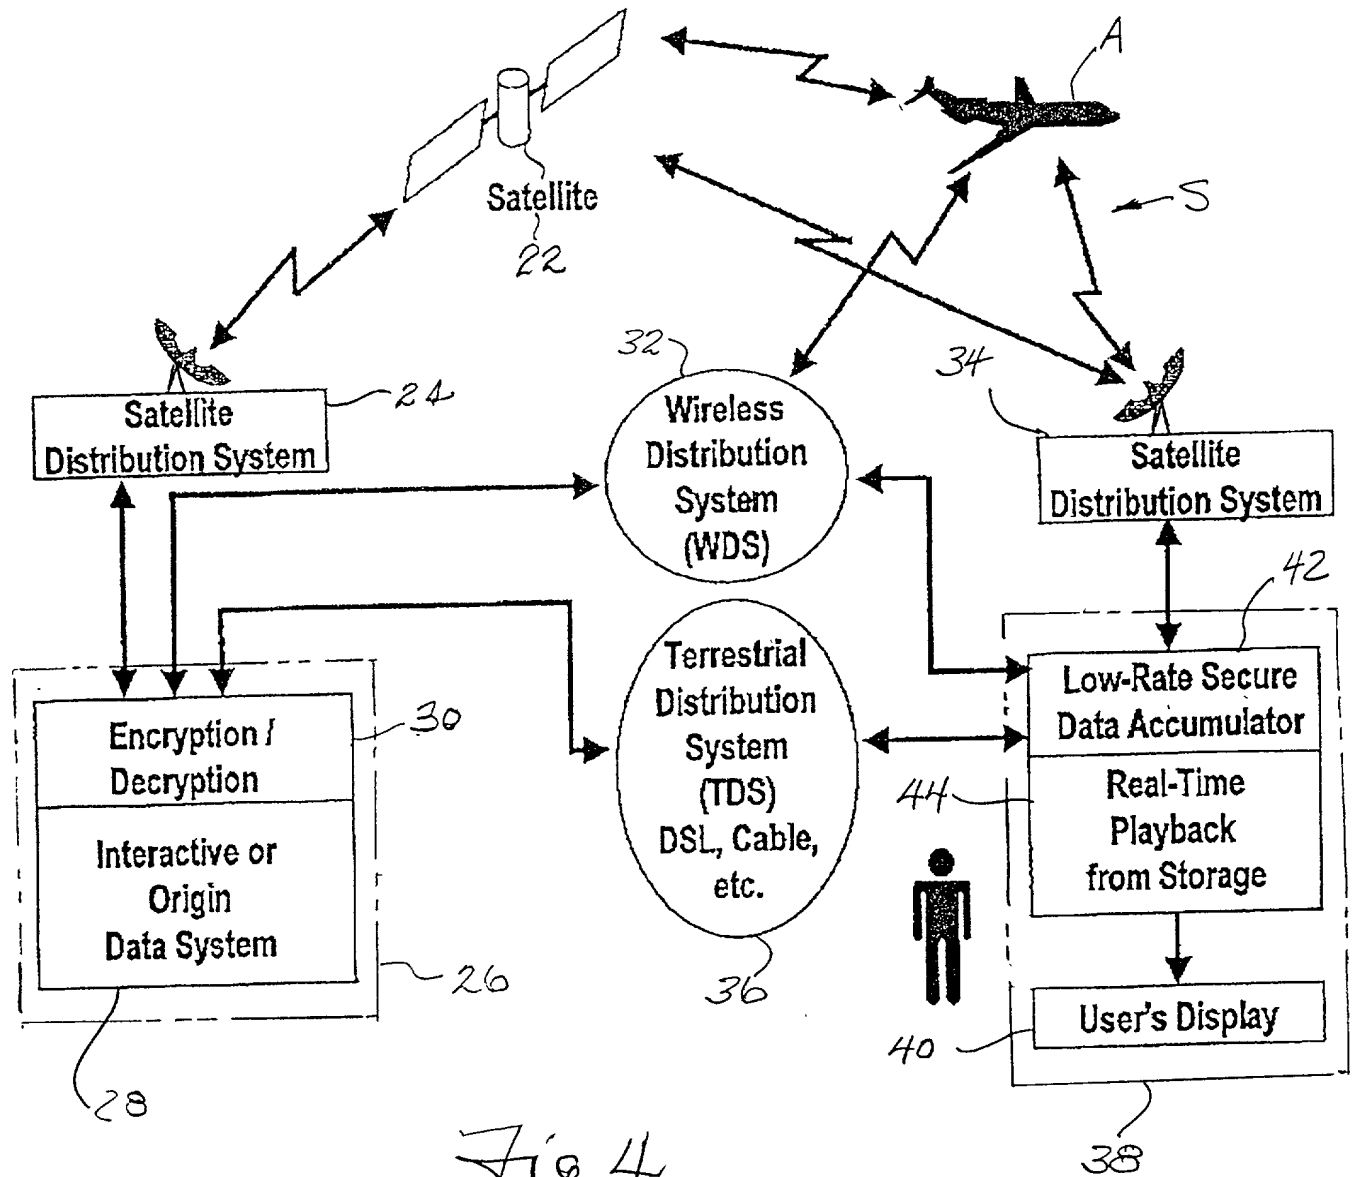 A
Satellite
22
S
32
34
24
Satellite
Distribution System
Wireless
Distribution
System
(WDS)
Satellite
Distribution System
42
Terrestrial
Distribution
System
(TDS)
DSL, Cable,
etc.
Low-Rate Secure
Data Accumulator
30
Encryption /
Decryption
44
Real-Time
Playback
from Storage
Interactive or
Origin
Data System
26
36
User's Display
40
28
38
Fig 4